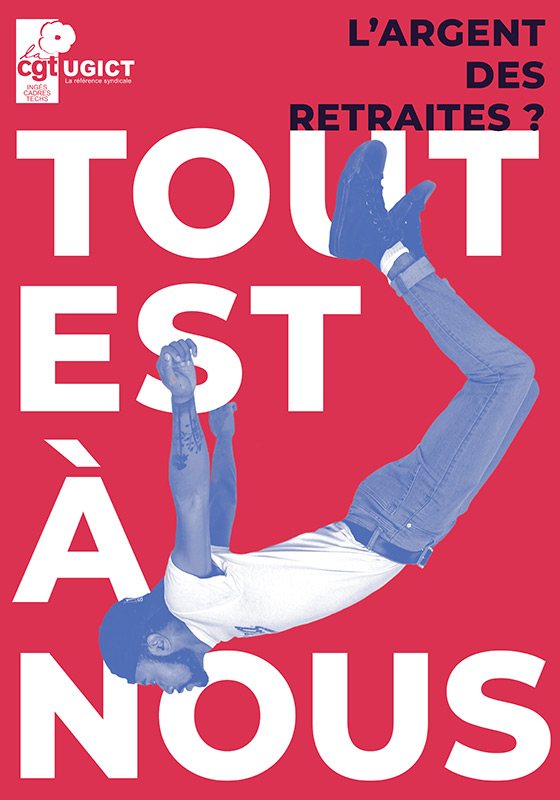 la
cgt UGICT
La référence syndicale
INGÉS
CADRES
TECHS
L'ARGENT
DES
RETRAITES ?
TOUT
EST
À
NOUS